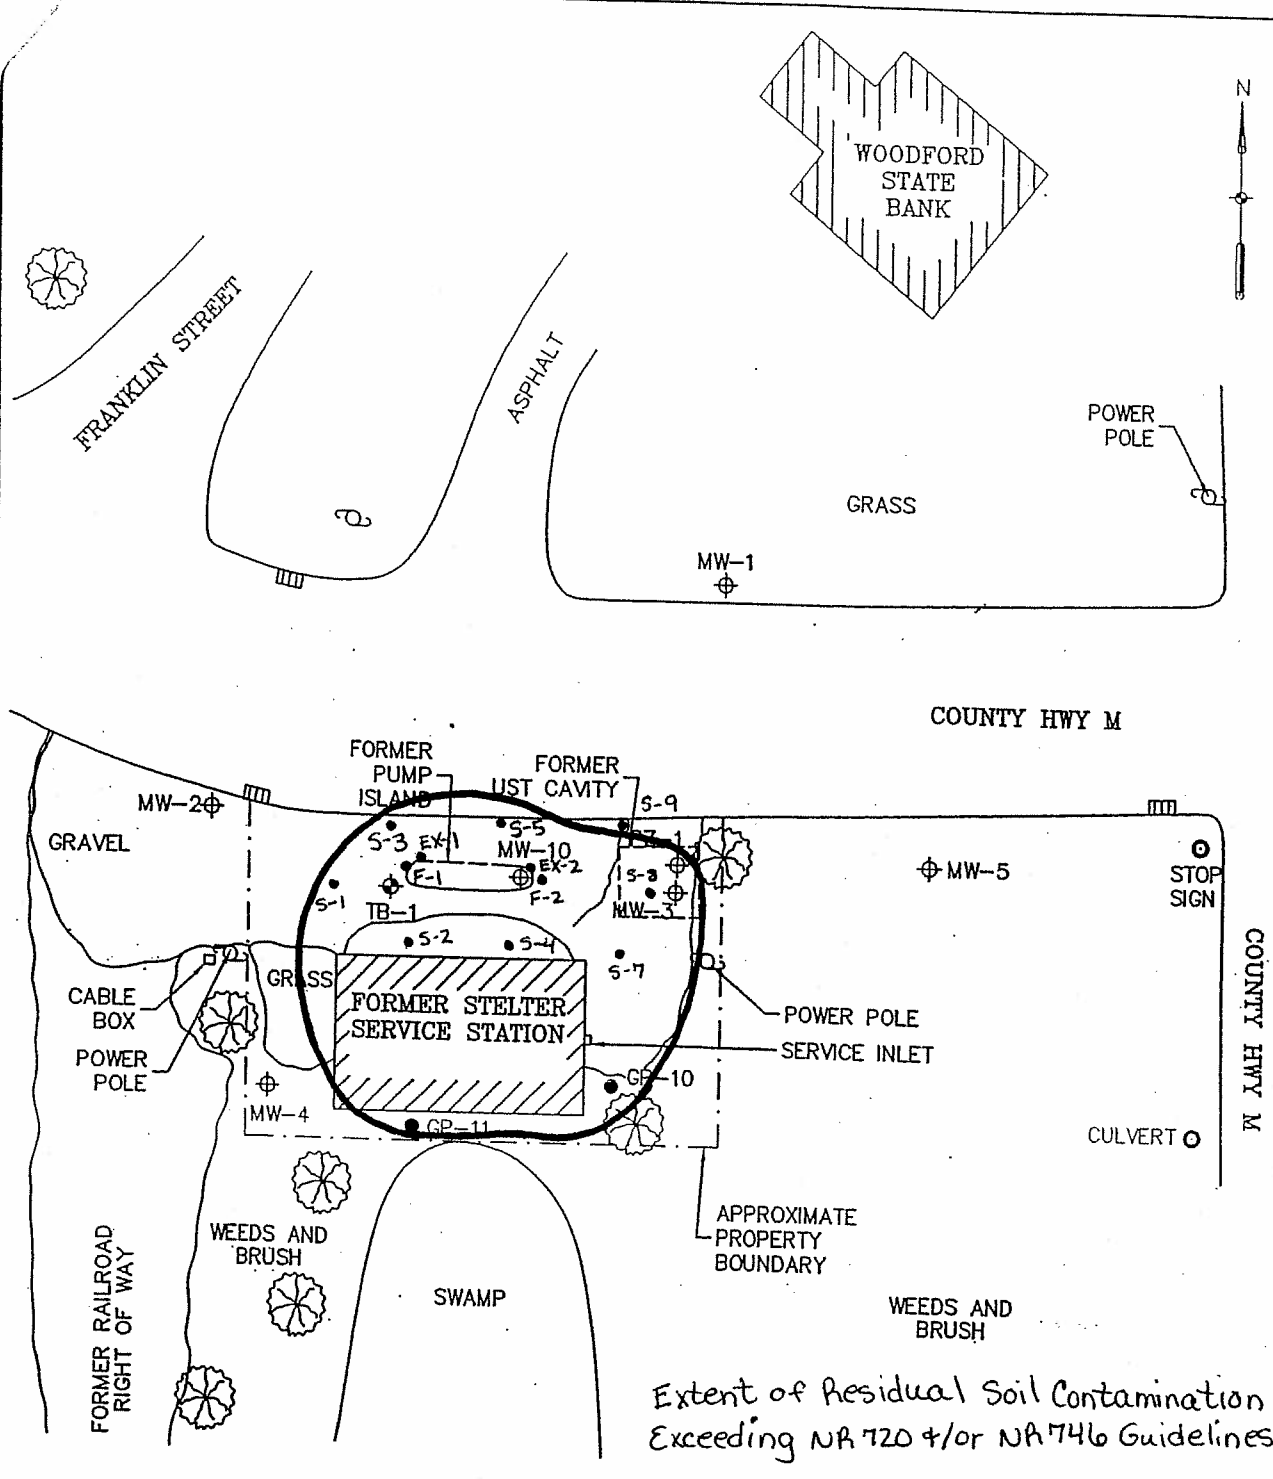 N
WOODFORD
STATE
BANK
FRANKLIN STREET
ASPHALT
POWER
POLE
GRASS
MW-1
COUNTY HWY M
FORMER
PUMP
ISLAND
FORMER
UST CAVITY
S-9
MW-2
GRAVEL
S-3
EX-1
S-5
MW-10
EX-2
F-1
F-2
S-8
MW-3
MW-5
STOP
SIGN
S-1
TB-1
S-2
S-4
S-7
GRASS
CABLE
BOX
FORMER STELTER
SERVICE STATION
POWER POLE
SERVICE INLET
POWER
POLE
GP-10
MW-4
GP-11
COUNTY HWY M
CULVERT
APPROXIMATE
PROPERTY
BOUNDARY
WEEDS AND
BRUSH
SWAMP
FORMER RAILROAD
RIGHT OF WAY
WEEDS AND
BRUSH
Extent of Residual Soil Contamination
Exceeding NR 720 +/or NR 746 Guidelines